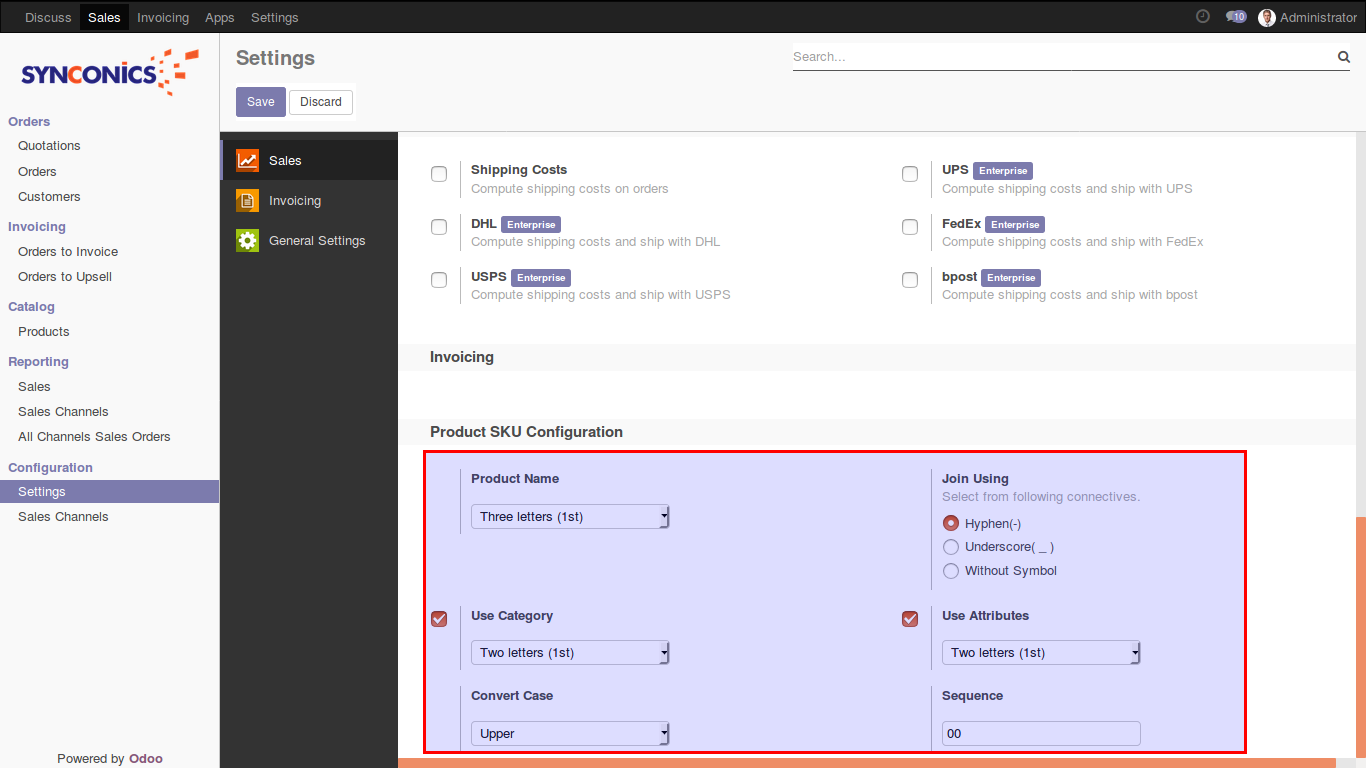 Discuss Sales Invoicing Apps Settings 10 Administrator
SYNCONICS
Orders
Quotations
Orders
Customers
Invoicing
Orders to Invoice
Orders to Upsell
Catalog
Products
Reporting
Sales
Sales Channels
All Channels Sales Orders
Configuration
Settings
Sales Channels
Powered by Odoo
Settings
Search...
Save Discard
Sales
Invoicing
General Settings
Shipping Costs
Compute shipping costs on orders
UPS Enterprise
Compute shipping costs and ship with UPS
DHL Enterprise
Compute shipping costs and ship with DHL
FedEx Enterprise
Compute shipping costs and ship with FedEx
USPS Enterprise
Compute shipping costs and ship with USPS
bpost Enterprise
Compute shipping costs and ship with bpost
Invoicing
Product SKU Configuration
Product Name
Three letters (1st)
Join Using
Select from following connectives.
Hyphen(-)
Underscore( _ )
Without Symbol
Use Category
Two letters (1st)
Use Attributes
Two letters (1st)
Convert Case
Upper
Sequence
00